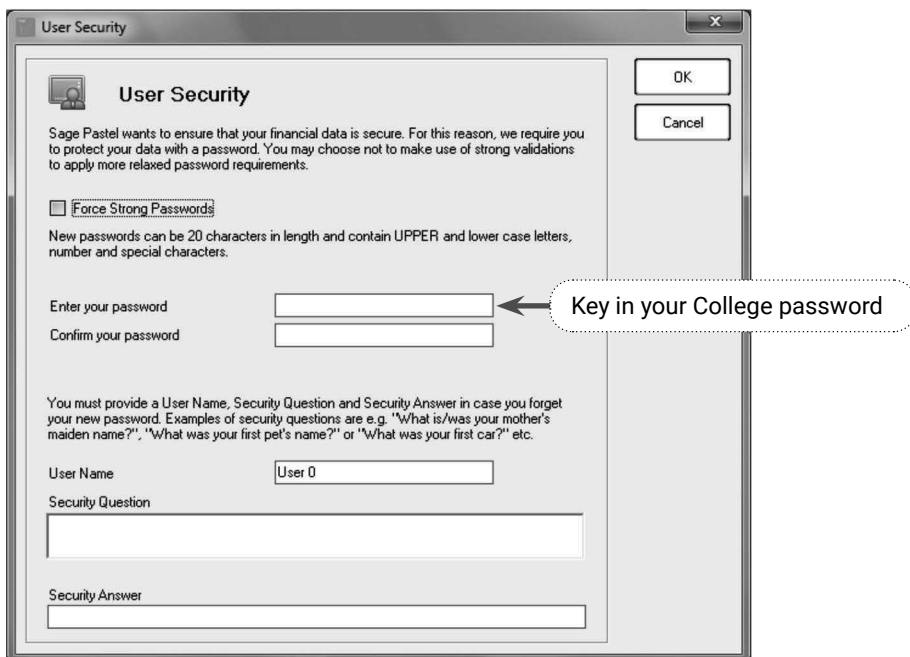 User Security
x
User Security
OK
Cancel
Sage Pastel wants to ensure that your financial data is secure. For this reason, we require you
to protect your data with a password. You may choose not to make use of strong validations
to apply more relaxed password requirements.
Force Strong Passwords
New passwords can be 20 characters in length and contain UPPER and lower case letters,
number and special characters.
Enter your password
Key in your College password
Confirm your password
You must provide a User Name, Security Question and Security Answer in case you forget
your new password. Examples of security questions are e.g. "What is/was your mother's
maiden name?", "What was your first pet's name?" or "What was your first car?" etc.
User Name User 0
Security Question
Security Answer